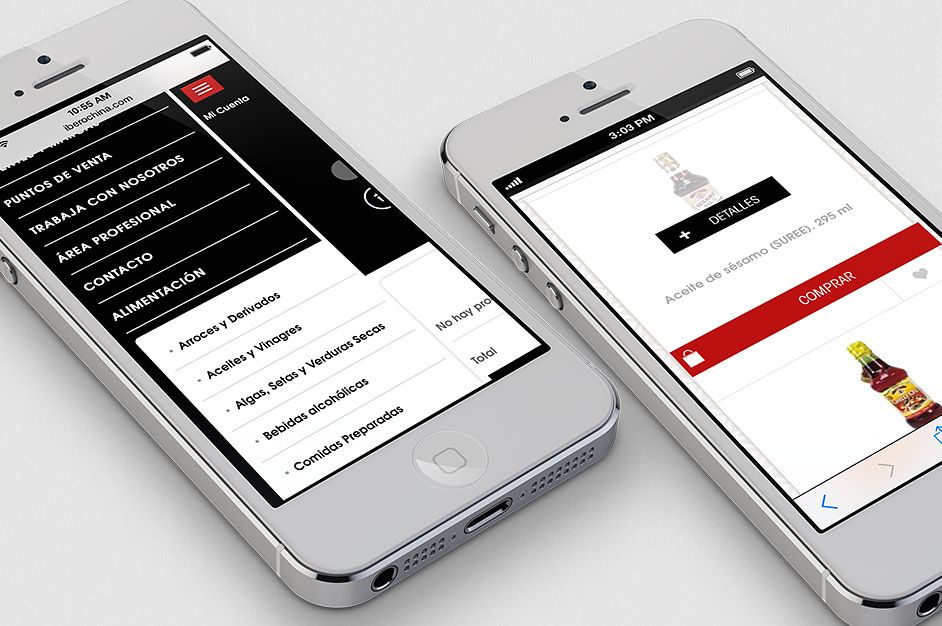 10:55 AM
iberochina.com
PUNTOS DE VENTA
TRABAJA CON NOSOTROS
ÁREA PROFESIONAL
CONTACTO
ALIMENTACIÓN
Arroces y Derivados
Aceites y Vinagres
Algas, Setas y Verduras Secas
Bebidas alcohólicas
Comidas Preparadas
Mi Cuenta
1
No hay pro
Total
3:03 PM
+ DETALLES
Aceite de sésamo (SUREE). 295 ml
COMPRAR